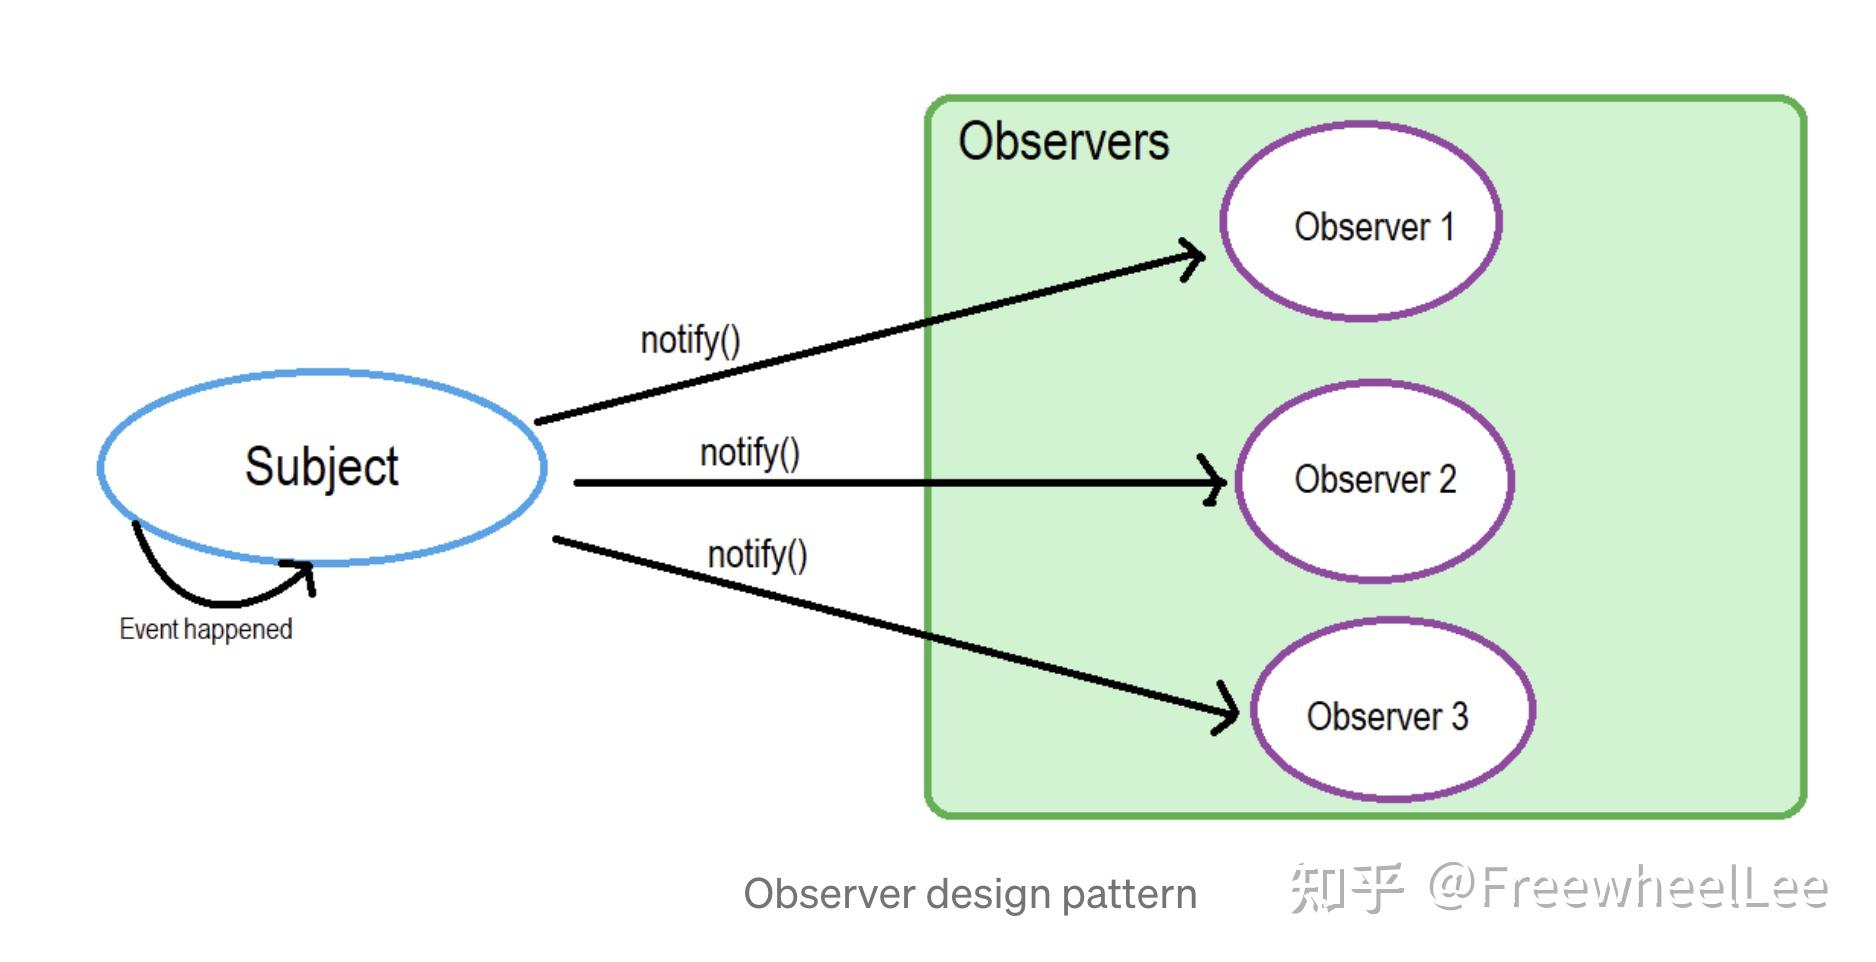 Observers
Observer 1
notify()
Subject
notify()
Observer 2
notify()
Event happened
Observer 3
Observer design pattern
知乎 @FreewheelLee